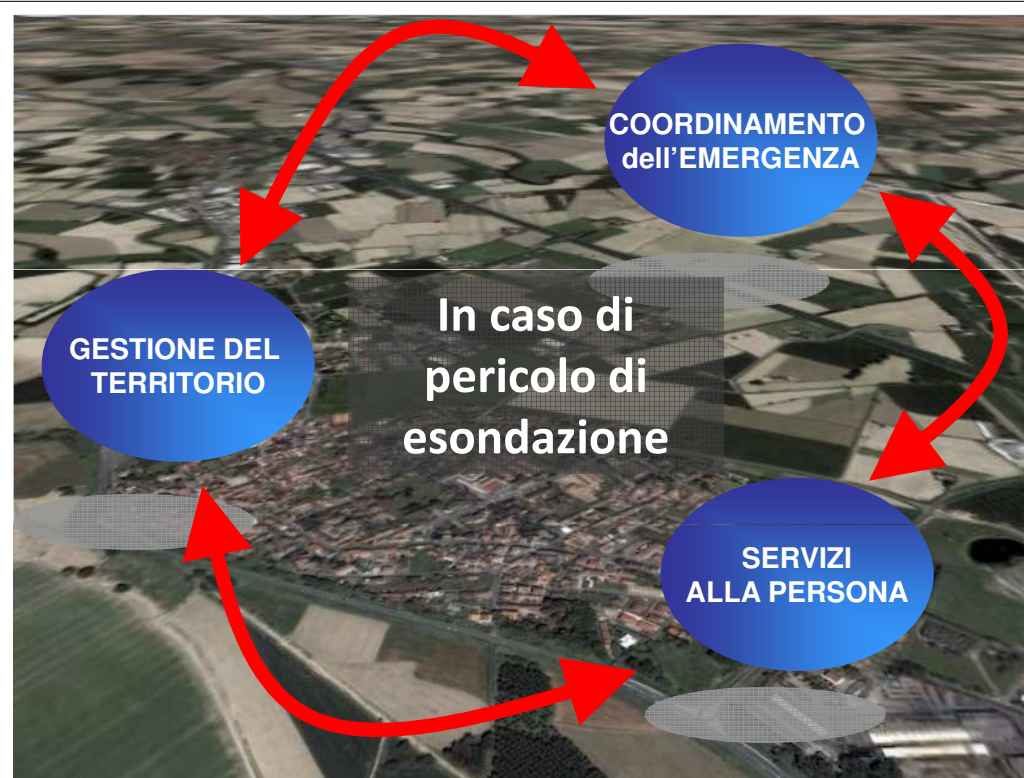 COORDINAMENTO
dell'EMERGENZA
In caso di
pericolo di
esondazione
GESTIONE DEL
TERRITORIO
SERVIZI
ALLA PERSONA